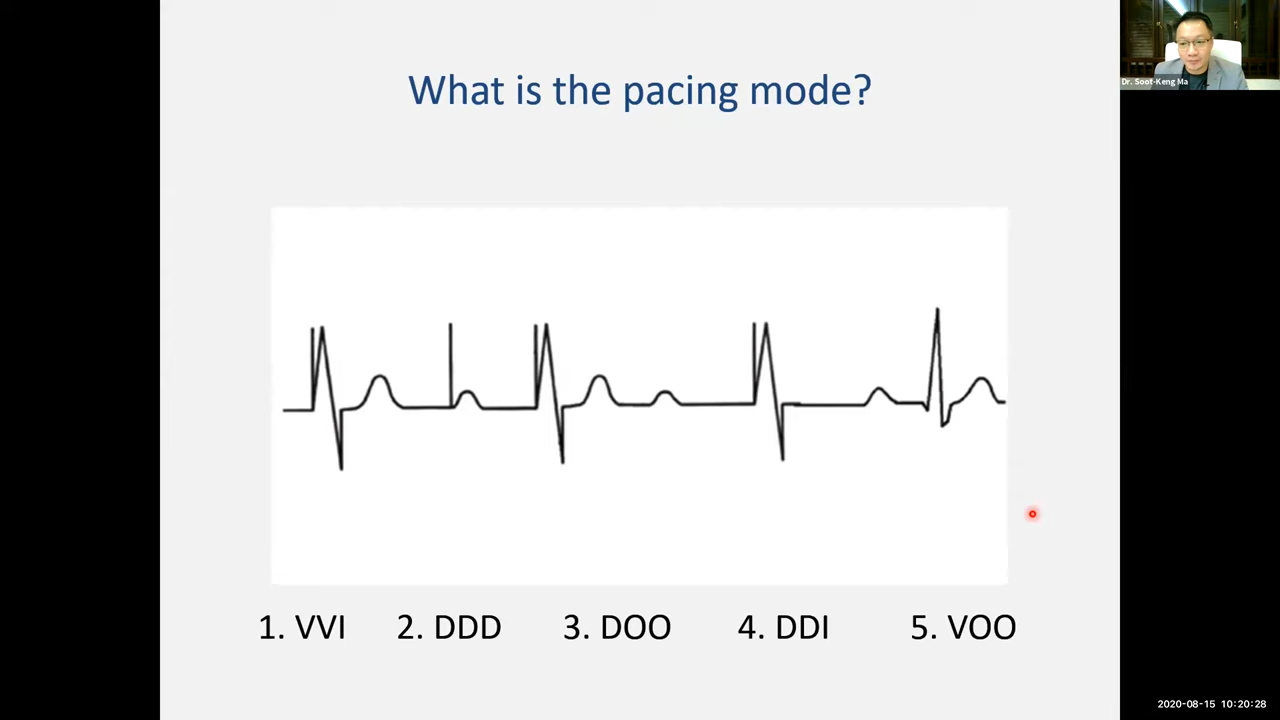 What is the pacing mode?
Dr. Soot-Keng Ma
1. VVI 2. DDD 3. DOO 4. DDI 5. VOO
2020-08-15 10:20:28